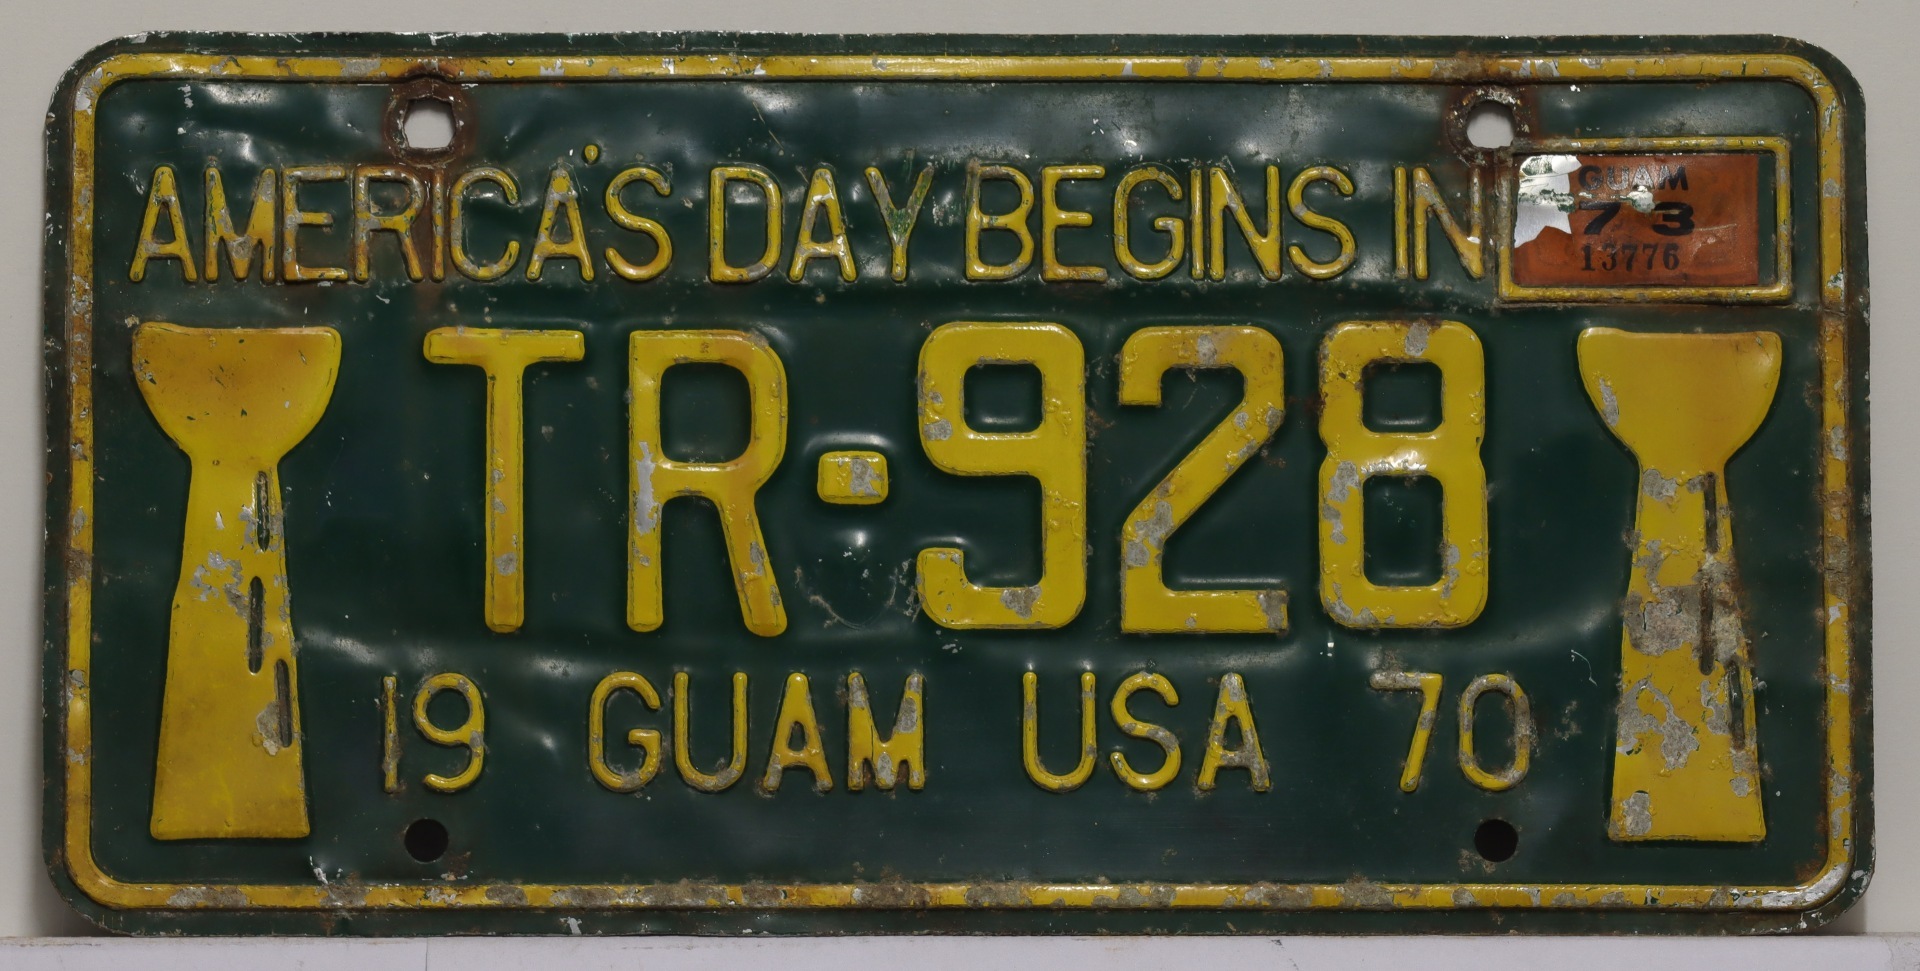 AMERICA'S DAY BEGINS IN
GUAM
73
13776
TR-928
19 GUAM USA 70